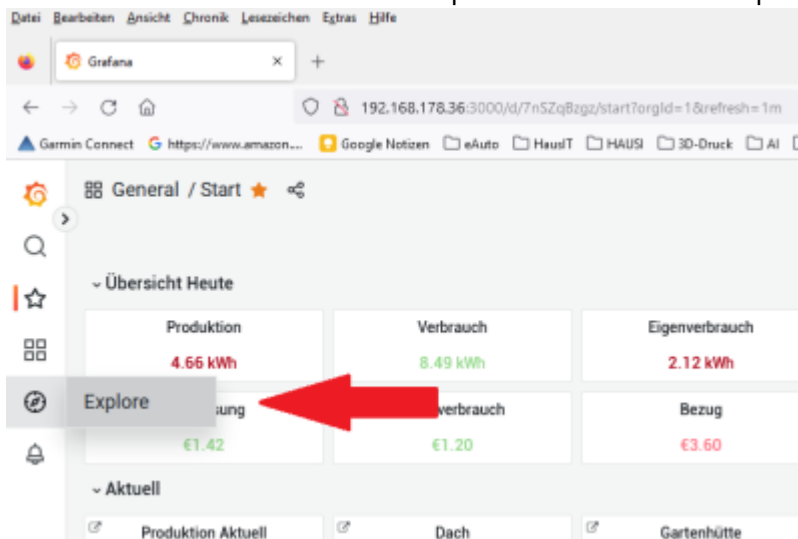 Datei Bearbeiten Ansicht Chronik Lesezeichen Extras Hilfe
Grafana × +
192.168.178.36:3000/d/7nSZqBzgz/start?orgId=1&refresh=1m
Garmin Connect https://www.amazon.... Google Notizen eAuto HausIT HAUSI 3D-Druck AI
General / Start
Übersicht Heute
Produktion Verbrauch Eigenverbrauch
4.66 kWh 8.49 kWh 2.12 kWh
Explore sung verbrauch Bezug
€1.42 €1.20 €3.60
Aktuell
Produktion Aktuell Dach Gartenhütte